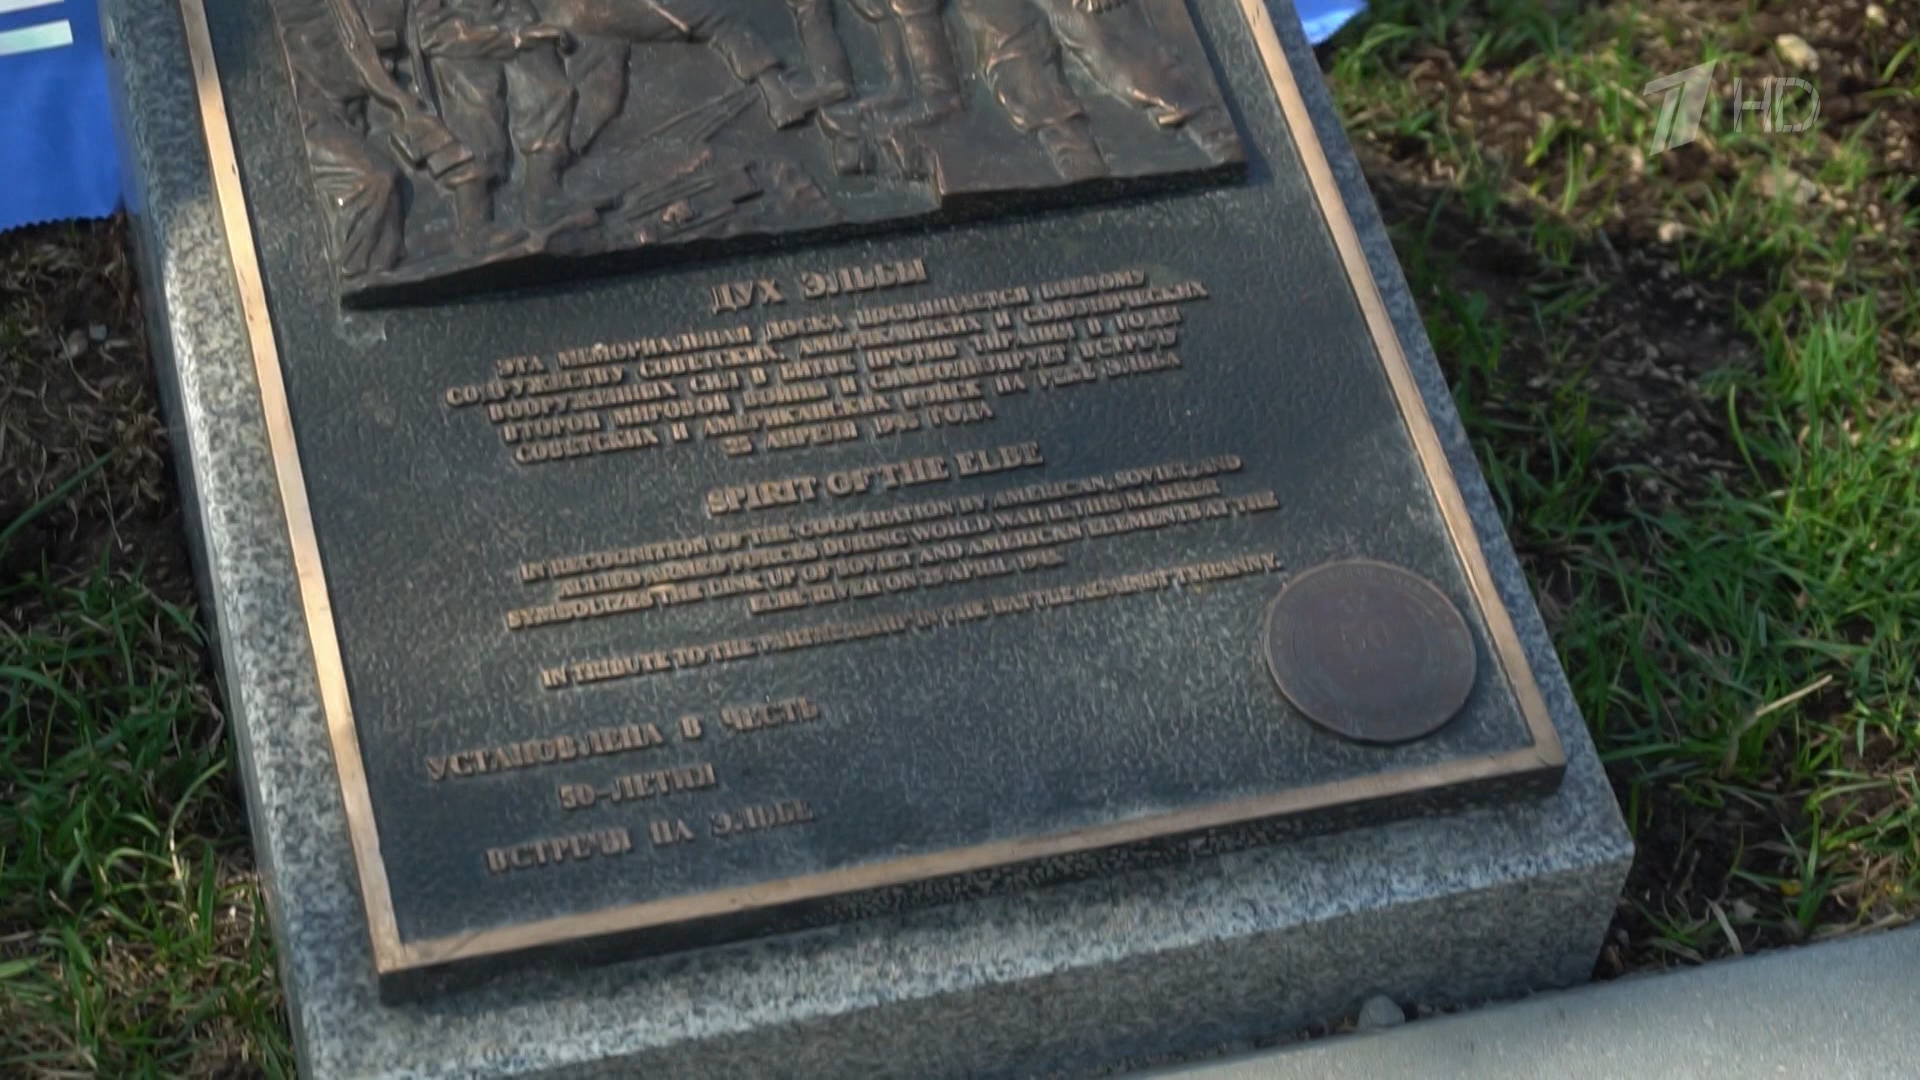 ДУХ ЭЛЬБЫ
ЭТА МЕМОРИАЛЬНАЯ ДОСКА ПОСВЯЩАЕТСЯ БОЕВОМУ
СОДРУЖЕСТВУ СОВЕТСКИХ, АМЕРИКАНСКИХ И СОЮЗНИЧЕСКИХ
ВООРУЖЕННЫХ СИЛ В БИТВЕ ПРОТИВ ТИРАНИИ В ГОДЫ
ВТОРОЙ МИРОВОЙ ВОЙНЫ И СИМВОЛИЗИРУЕТ ВСТРЕЧУ
СОВЕТСКИХ И АМЕРИКАНСКИХ ВОЙСК НА РЕКЕ ЭЛЬБА
25 АПРЕЛЯ 1945 ГОДА
SPIRIT OF THE ELBE
IN RECOGNITION OF THE COOPERATION BY AMERICAN, SOVIET, AND
ALLIED ARMED FORCES DURING WORLD WAR II. THIS MARKER
SYMBOLIZES THE LINK UP OF SOVIET AND AMERICAN ELEMENTS AT THE
ELBE RIVER ON 25 APRIL 1945.
IN TRIBUTE TO THE PARTNERSHIP IN THE BATTLE AGAINST TYRANNY.
УСТАНОВЛЕНА В ЧЕСТЬ
50-ЛЕТИЯ
ВСТРЕЧИ НА ЭЛЬБЕ
1 HD